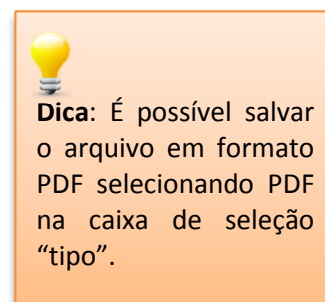 Dica: É possível salvar
o arquivo em formato
PDF selecionando PDF
na caixa de seleção
“tipo”.